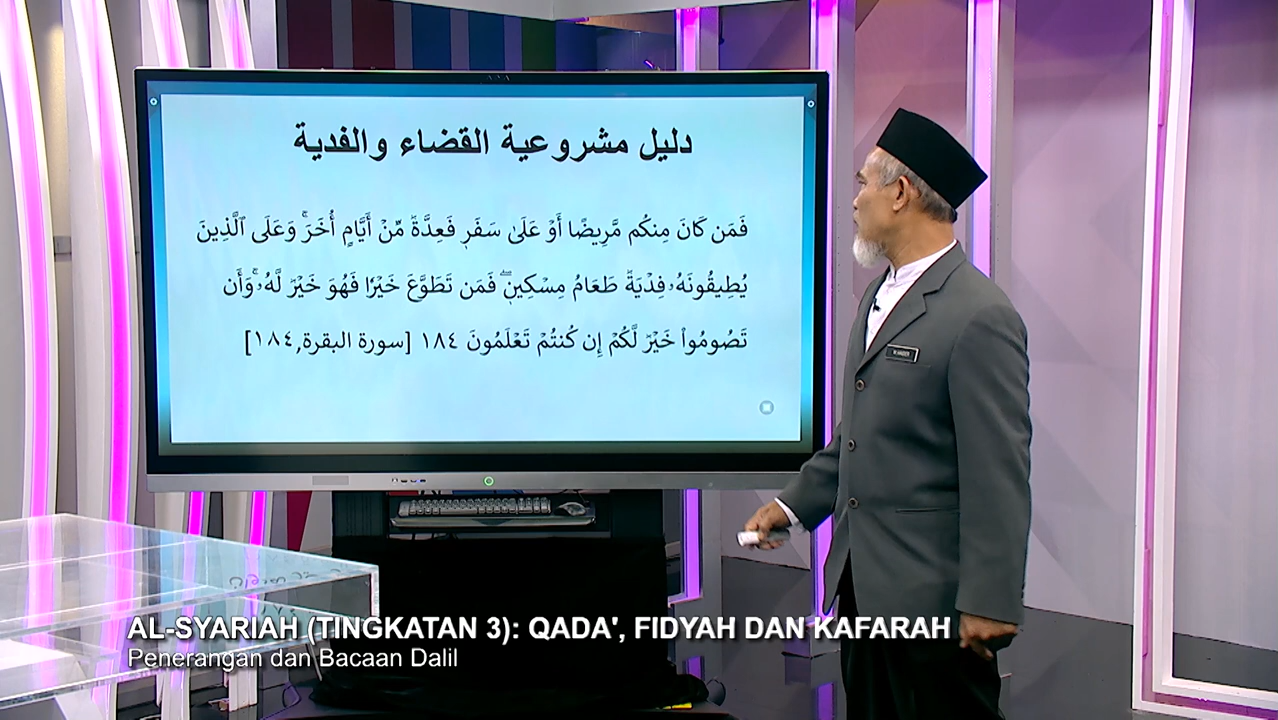 دليل مشروعية القضاء والفدية
فَمَن كَانَ مِنكُم مَّرِيضًا أَوۡ عَلَىٰ سَفَرٖ فَعِدَّةٞ مِّنۡ أَيَّامٍ أُخَرَۚ وَعَلَى ٱلَّذِينَ
يُطِيقُونَهُۥ فِدۡيَةٞ طَعَامُ مِسۡكِينٖۖ فَمَن تَطَوَّعَ خَيۡرٗا فَهُوَ خَيۡرٞ لَّهُۥۚ وَأَن
تَصُومُواْ خَيۡرٞ لَّكُمۡ إِن كُنتُمۡ تَعۡلَمُونَ ١٨٤ [سورة البقرة,١٨٤]
AL-SYARIAH (TINGKATAN 3): QADA', FIDYAH DAN KAFARAH
Penerangan dan Bacaan Dalil